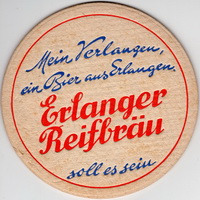 Mein Verlangen,
ein Bier aus Erlangen.
Erlanger
Reifbräu
soll es sein